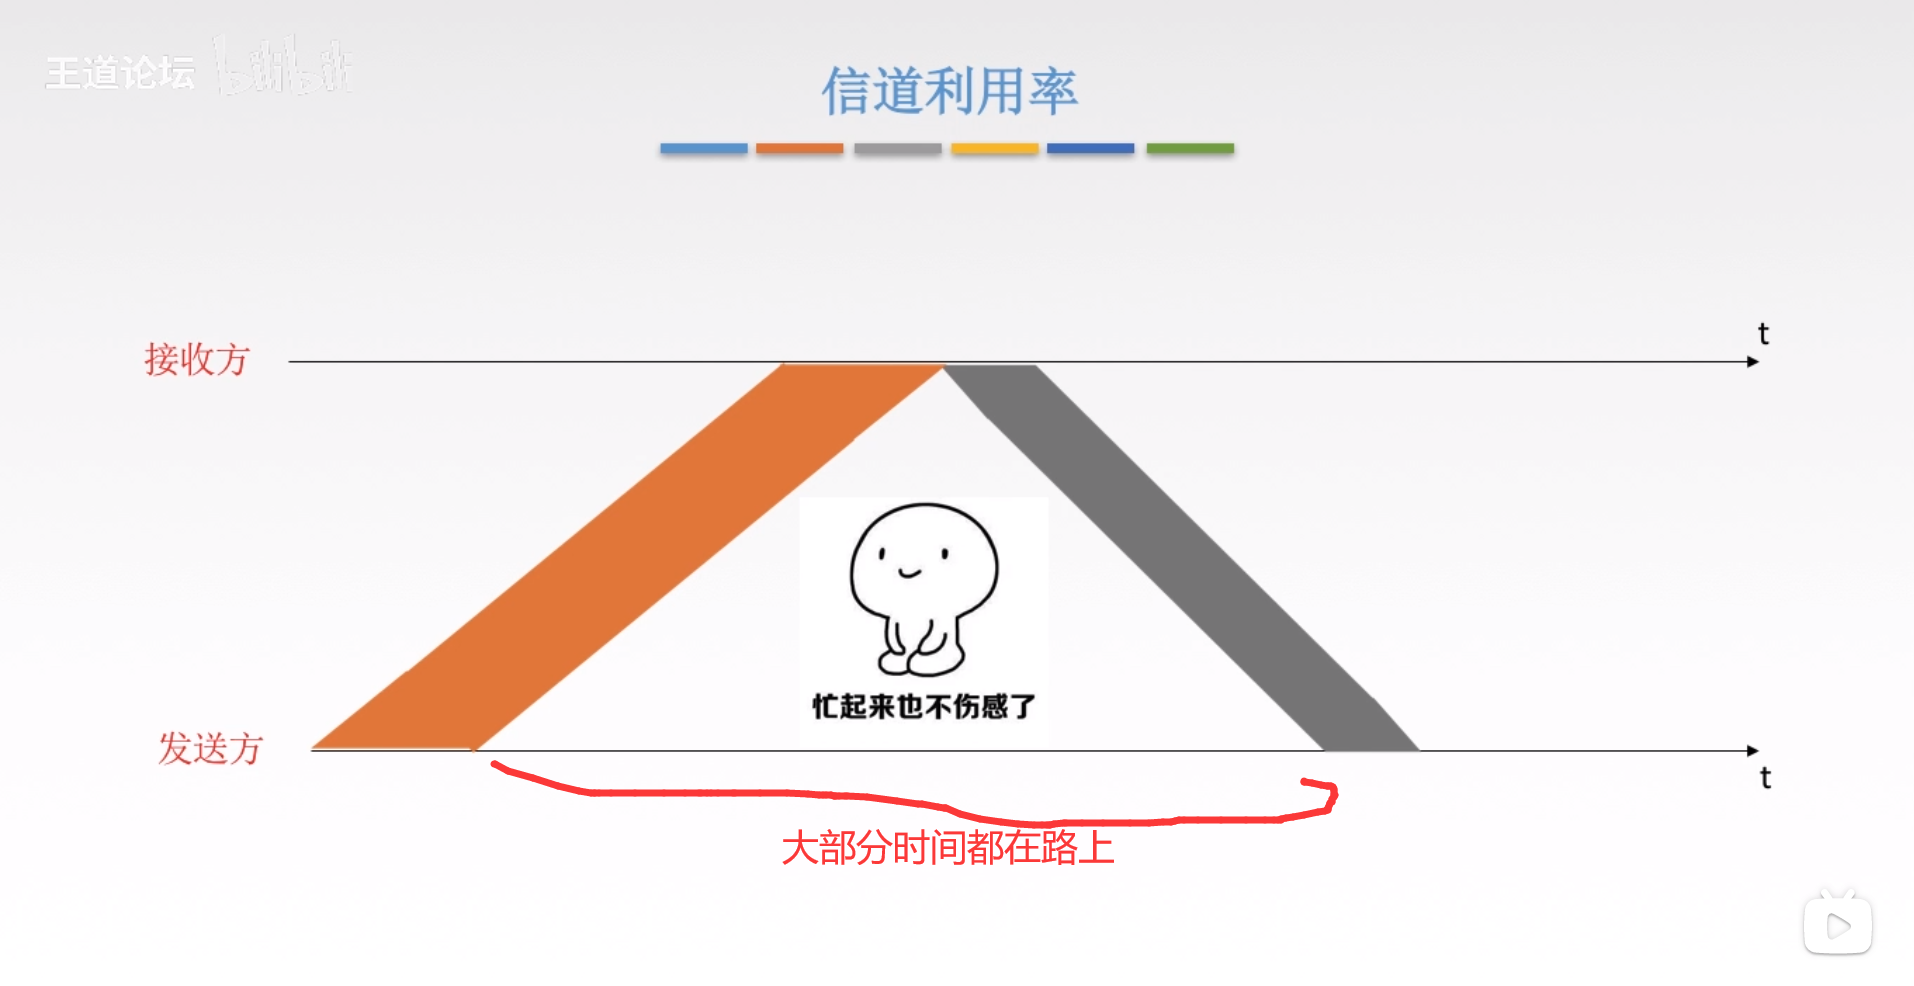 王道论坛 bilibili
信道利用率
t
接收方
忙起来也不伤感了
发送方
t
大部分时间都在路上